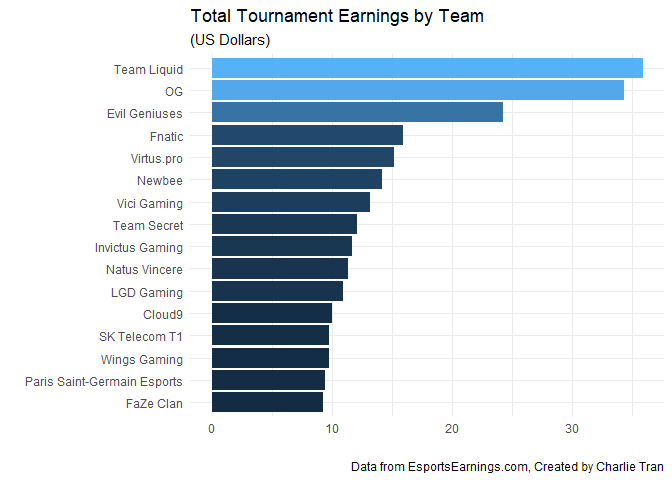 Total Tournament Earnings by Team
(US Dollars)
Team Liquid
OG
Evil Geniuses
Fnatic
Virtus.pro
Newbee
Vici Gaming
Team Secret
Invictus Gaming
Natus Vincere
LGD Gaming
Cloud9
SK Telecom T1
Wings Gaming
Paris Saint-Germain Esports
FaZe Clan
0 10 20 30
Data from EsportsEarnings.com, Created by Charlie Tran